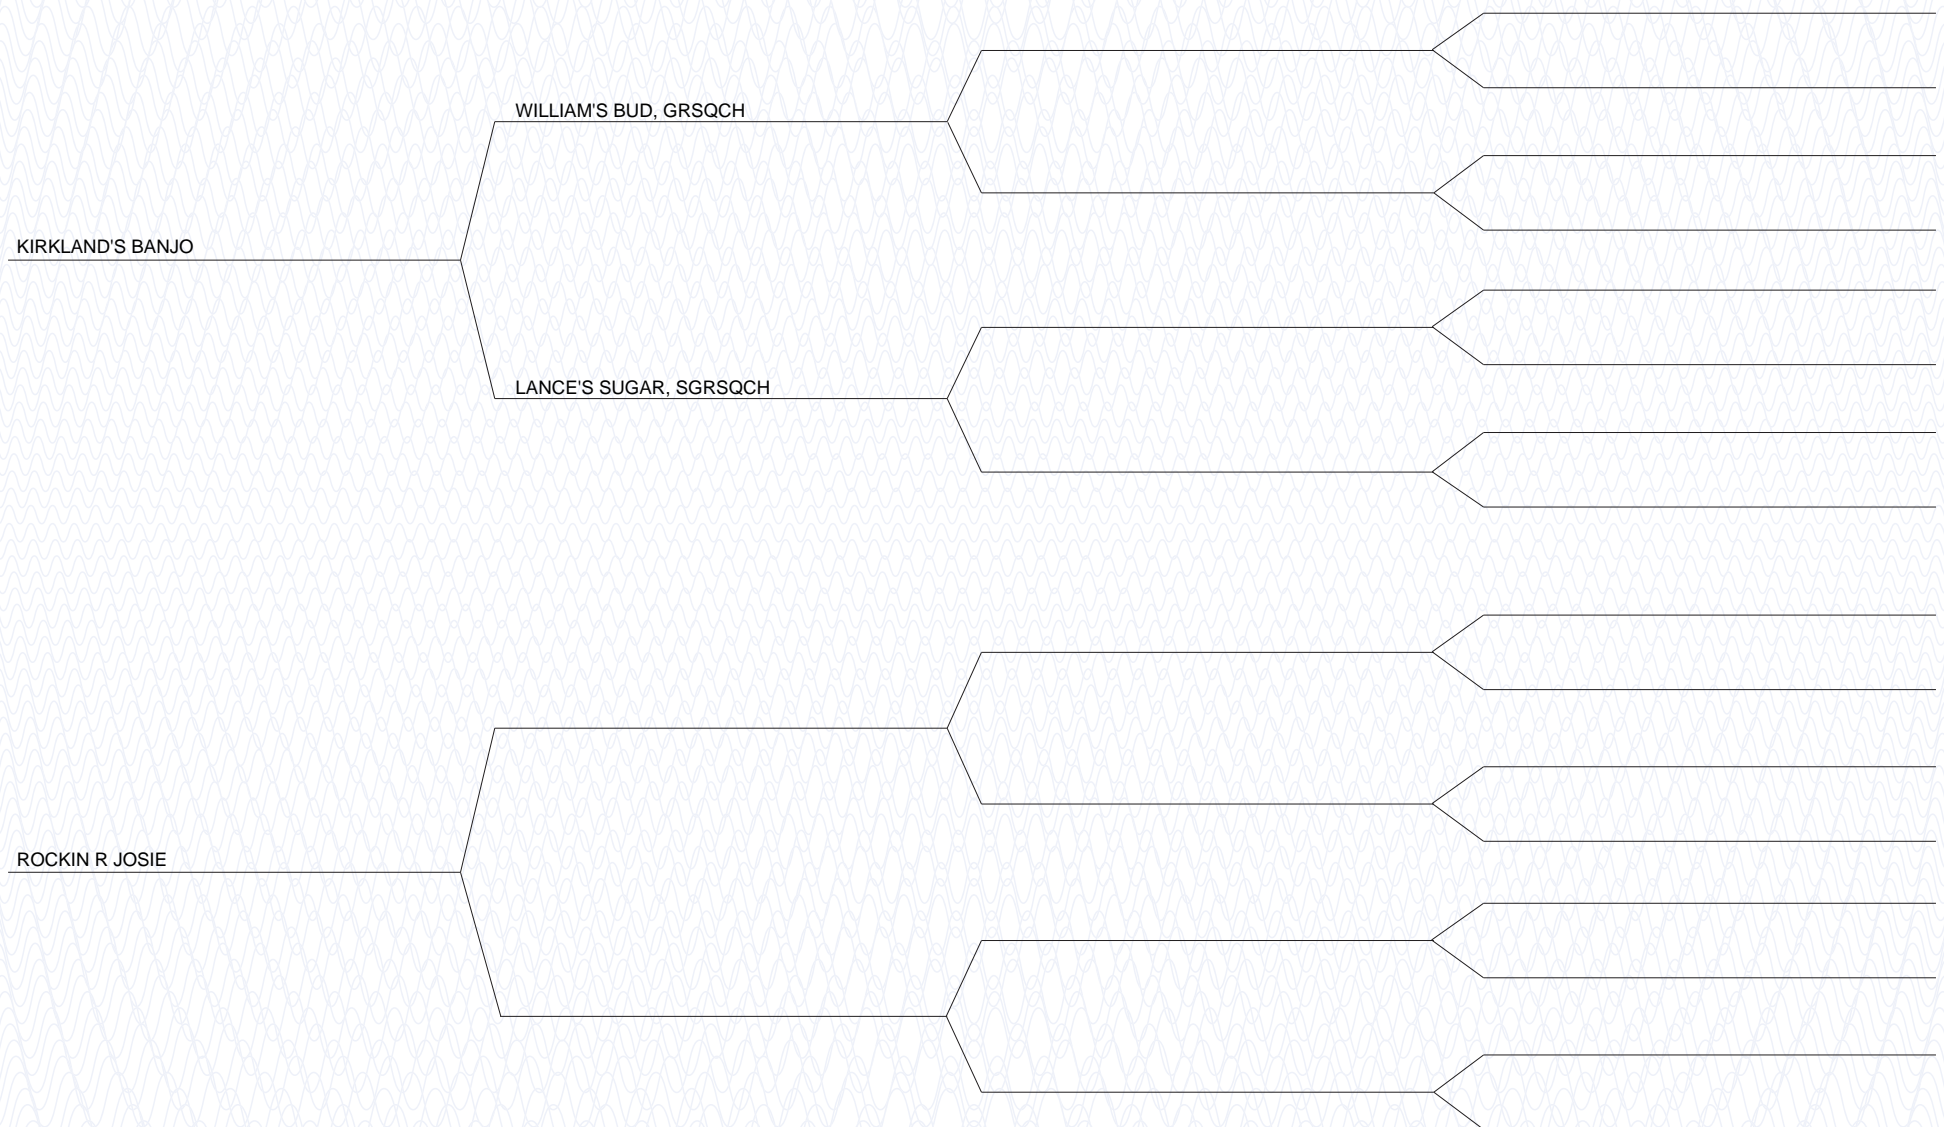 WILLIAM'S BUD, GRSQCH
KIRKLAND'S BANJO
LANCE'S SUGAR, SGRSQCH
ROCKIN R JOSIE